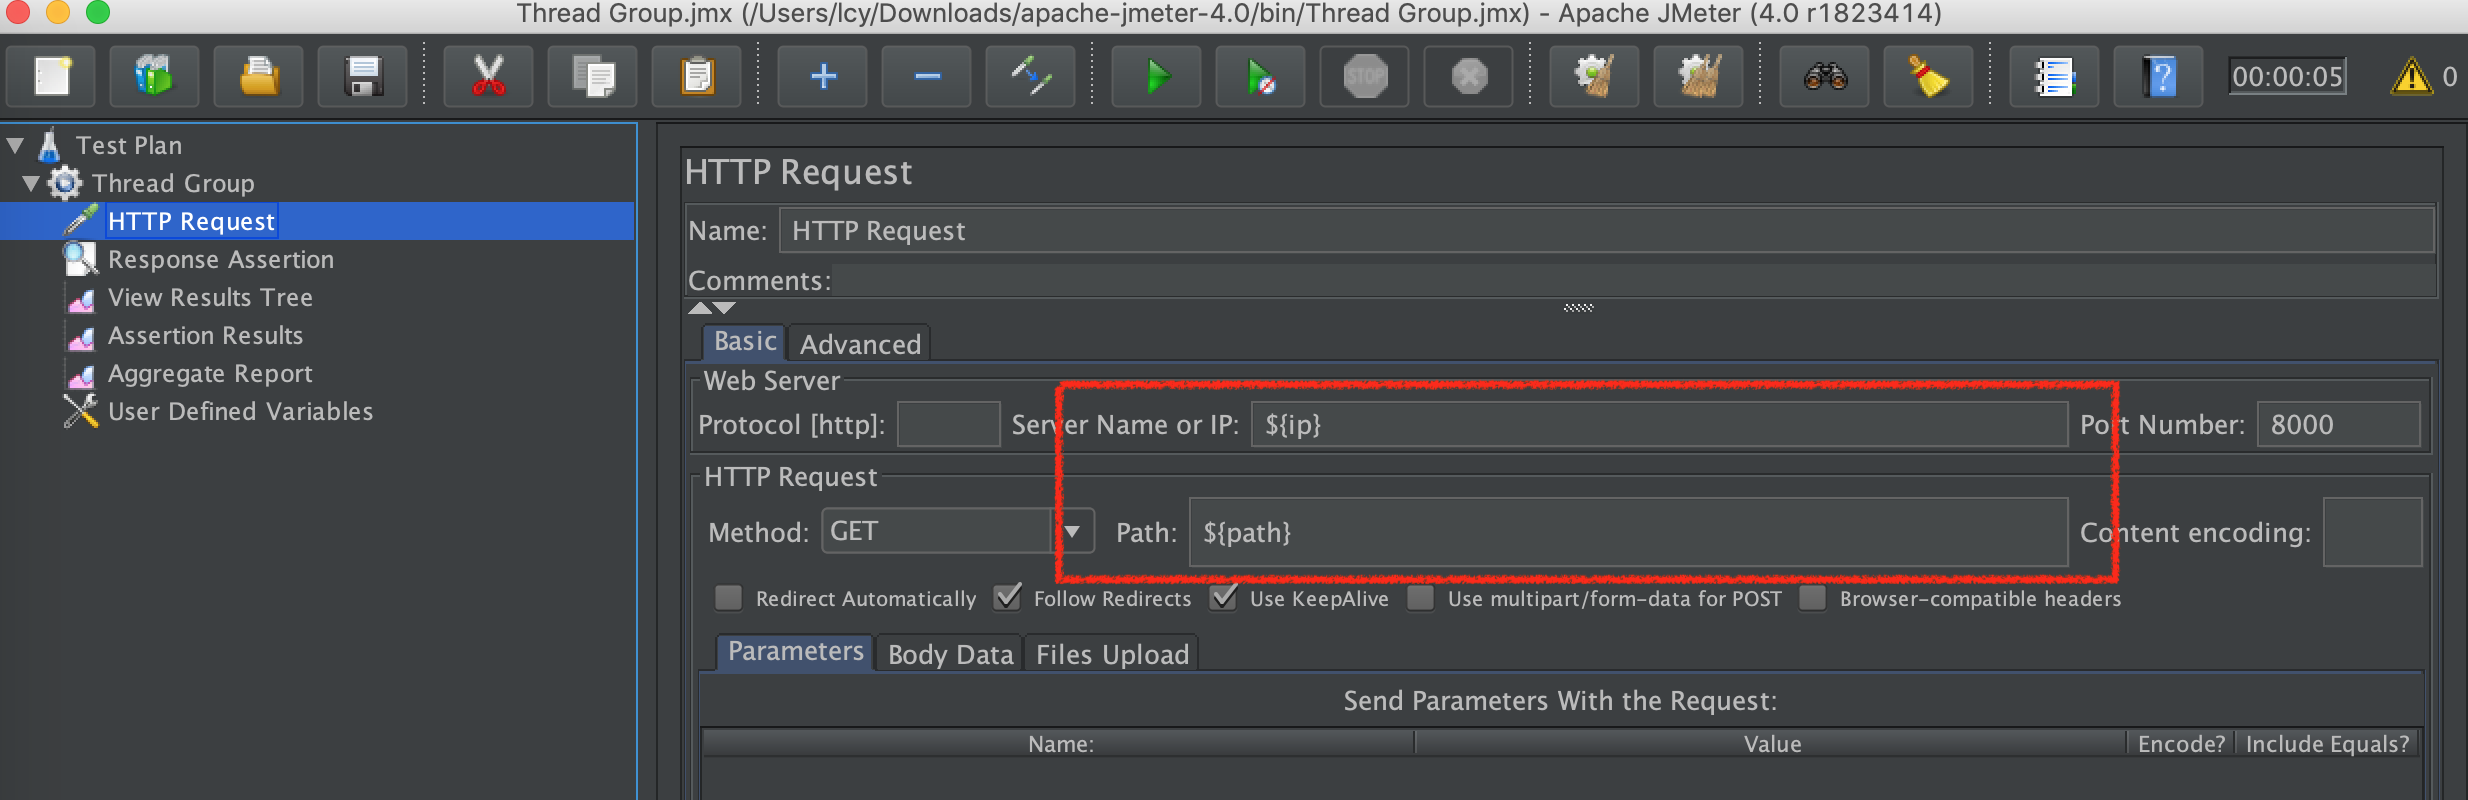 Thread Group.jmx (/Users/lcy/Downloads/apache-jmeter-4.0/bin/Thread Group.jmx) - Apache JMeter (4.0 r1823414)
STOP
00:00:05
0
Test Plan
Thread Group
HTTP Request
Response Assertion
View Results Tree
Assertion Results
Aggregate Report
User Defined Variables
HTTP Request
Name: HTTP Request
Comments:
Basic Advanced
Web Server
Protocol [http]: Server Name or IP: ${ip} Port Number: 8000
HTTP Request
Method: GET Path: ${path} Content encoding:
Redirect Automatically Follow Redirects Use KeepAlive Use multipart/form-data for POST Browser-compatible headers
Parameters Body Data Files Upload
Send Parameters With the Request:
Name: Value Encode? Include Equals?